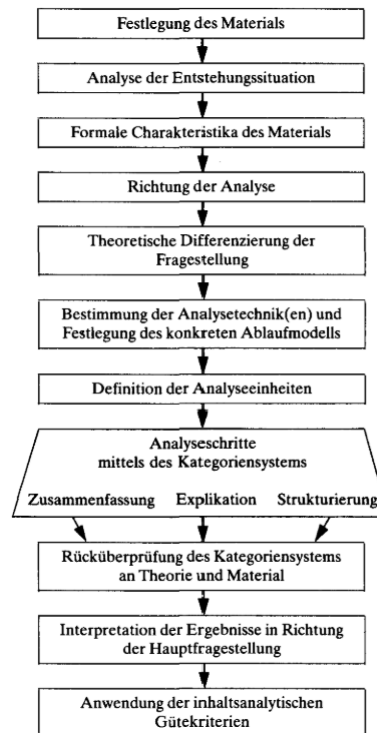 Festlegung des Materials
Analyse der Entstehungssituation
Formale Charakteristika des Materials
Richtung der Analyse
Theoretische Differenzierung der
Fragestellung
Bestimmung der Analysetechnik(en) und
Festlegung des konkreten Ablaufmodells
Definition der Analyseeinheiten
Analyseschritte
mittels des Kategoriensystems
Zusammenfassung Explikation Strukturierung
Rücküberprüfung des Kategoriensystems
an Theorie und Material
Interpretation der Ergebnisse in Richtung
der Hauptfragestellung
Anwendung der inhaltsanalytischen
Gütekriterien